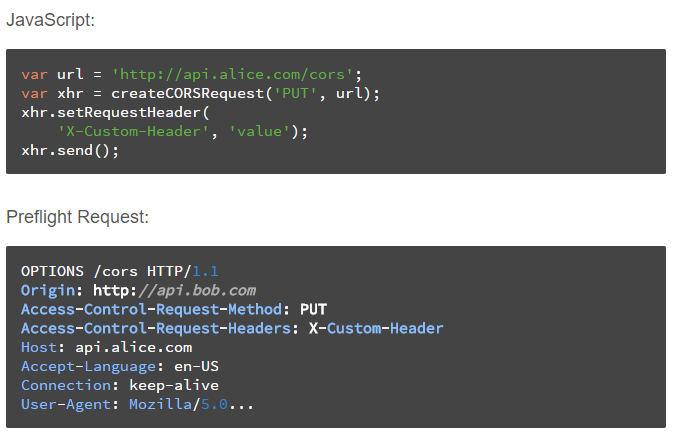 JavaScript:
var url = 'http://api.alice.com/cors';
var xhr = createCORSRequest('PUT', url);
xhr.setRequestHeader(
    'X-Custom-Header', 'value');
xhr.send();
Preflight Request:
OPTIONS /cors HTTP/1.1
Origin: http://api.bob.com
Access-Control-Request-Method: PUT
Access-Control-Request-Headers: X-Custom-Header
Host: api.alice.com
Accept-Language: en-US
Connection: keep-alive
User-Agent: Mozilla/5.0...